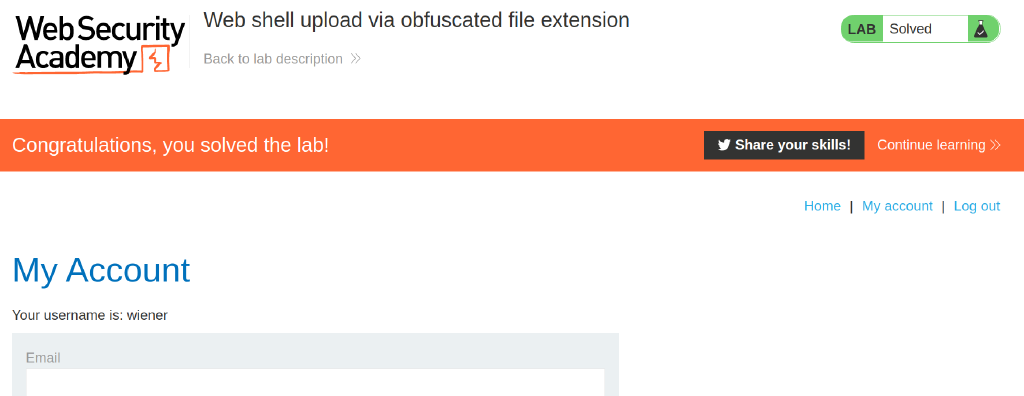 Web Security
Academy
Web shell upload via obfuscated file extension
Back to lab description
LAB Solved
Congratulations, you solved the lab!
Share your skills!
Continue learning
Home | My account | Log out
My Account
Your username is: wiener
Email